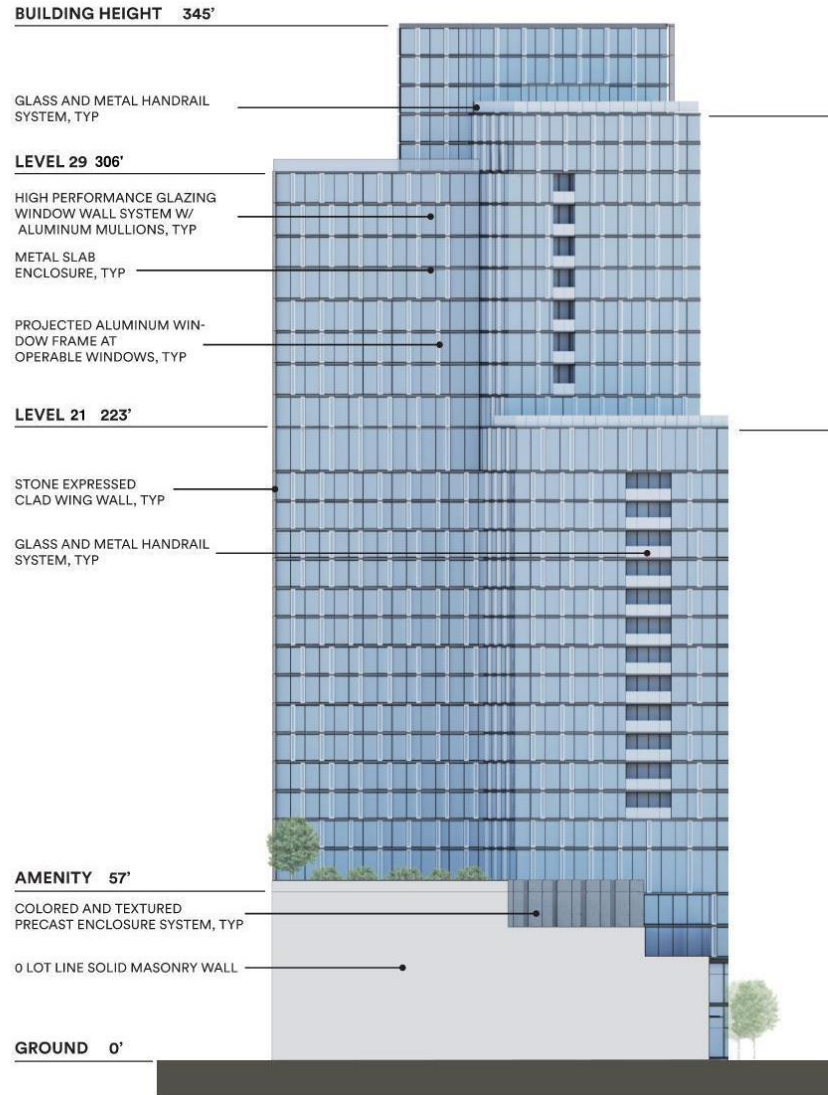 BUILDING HEIGHT 345'
GLASS AND METAL HANDRAIL
SYSTEM, TYP
LEVEL 29 306'
HIGH PERFORMANCE GLAZING
WINDOW WALL SYSTEM W/
ALUMINUM MULLIONS, TYP
METAL SLAB
ENCLOSURE, TYP
PROJECTED ALUMINUM WIN-
DOW FRAME AT
OPERABLE WINDOWS, TYP
LEVEL 21 223'
STONE EXPRESSED
CLAD WING WALL, TYP
GLASS AND METAL HANDRAIL
SYSTEM, TYP
AMENITY 57'
COLORED AND TEXTURED
PRECAST ENCLOSURE SYSTEM, TYP
0 LOT LINE SOLID MASONRY WALL
GROUND 0'